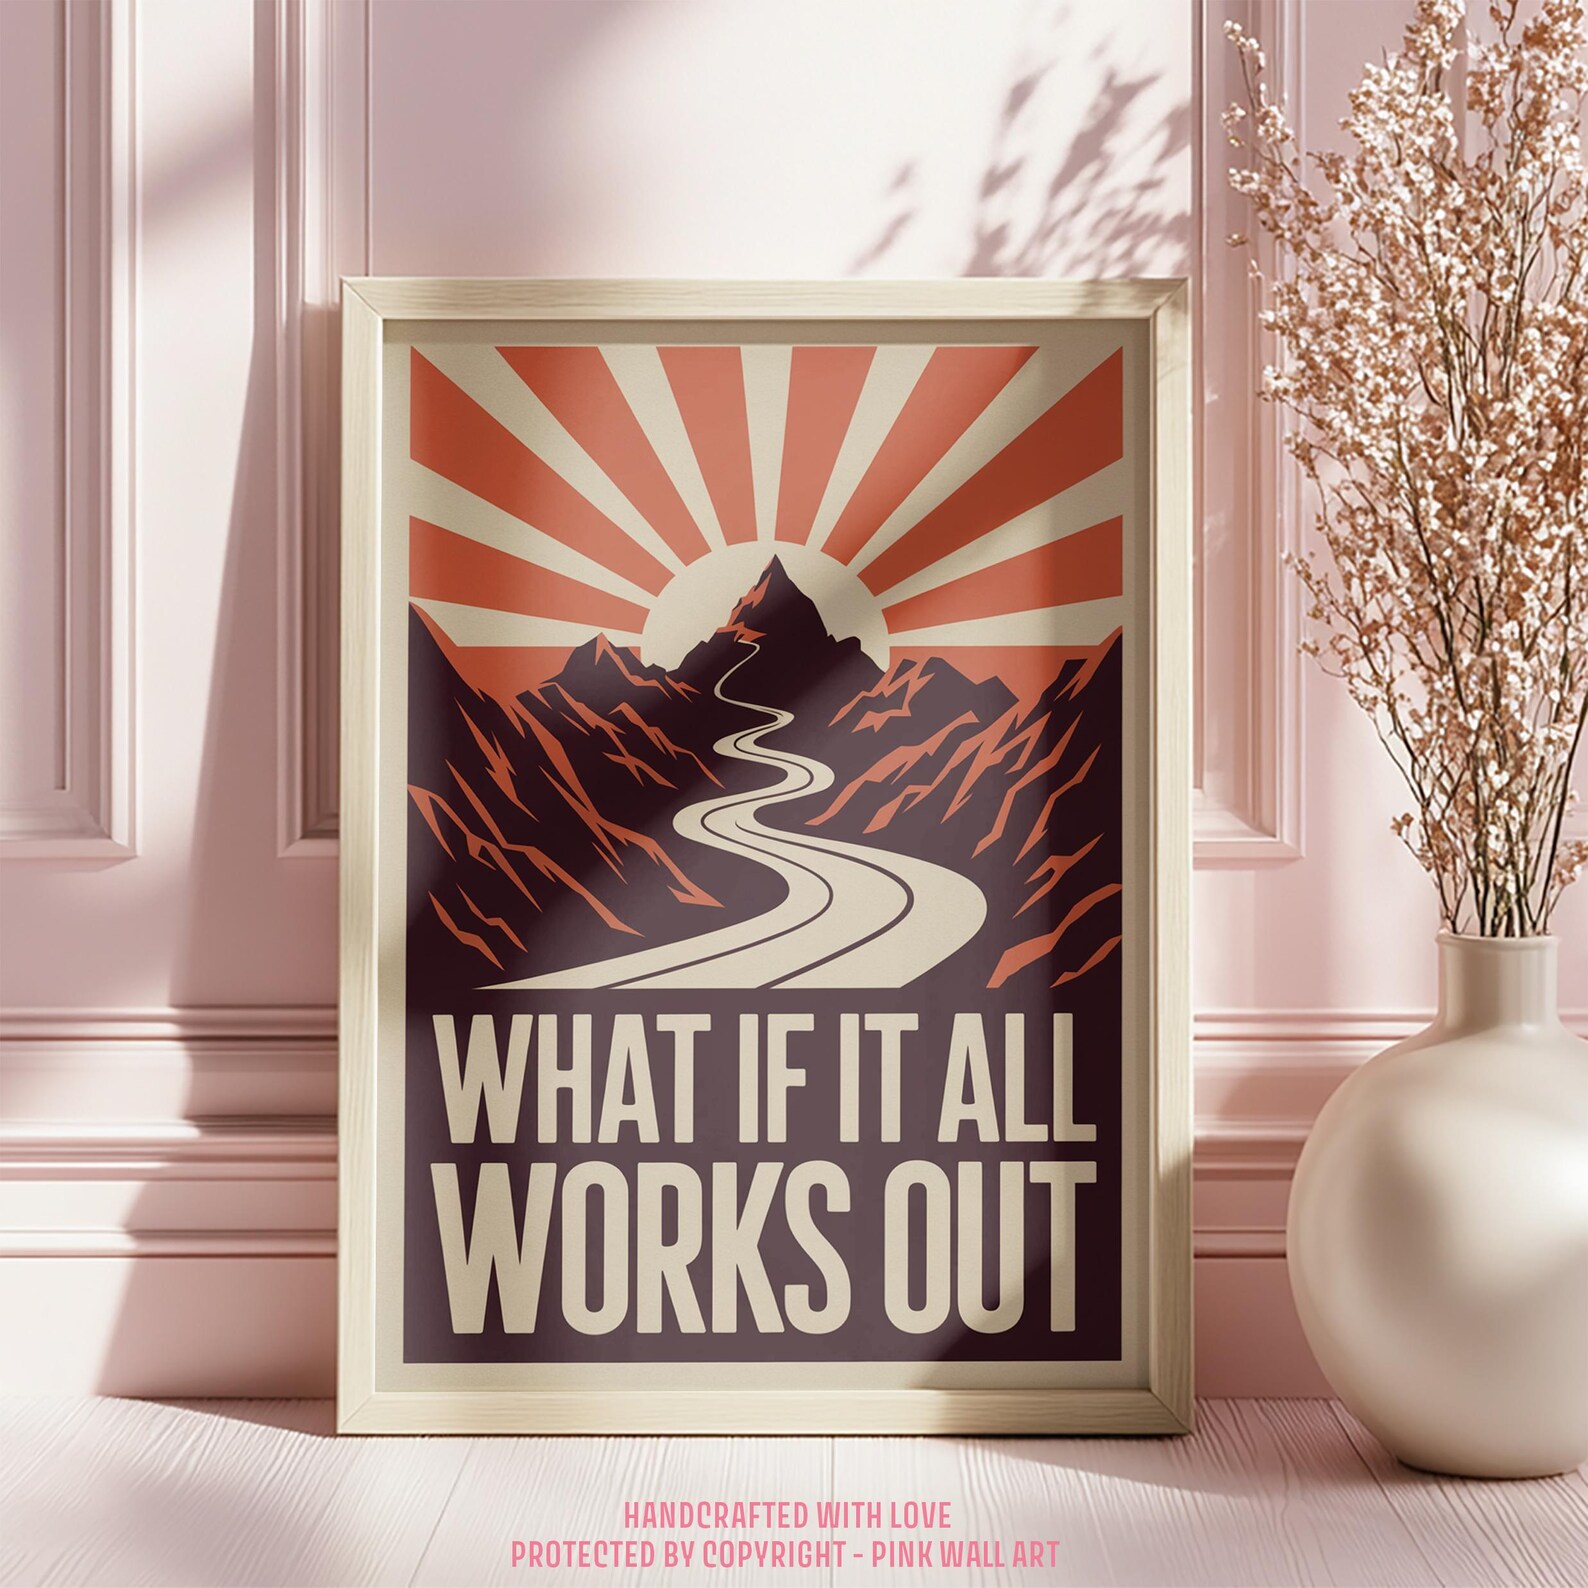 WHAT IF IT ALL
WORKS OUT
HANDCRAFTED WITH LOVE
PROTECTED BY COPYRIGHT - PINK WALL ART